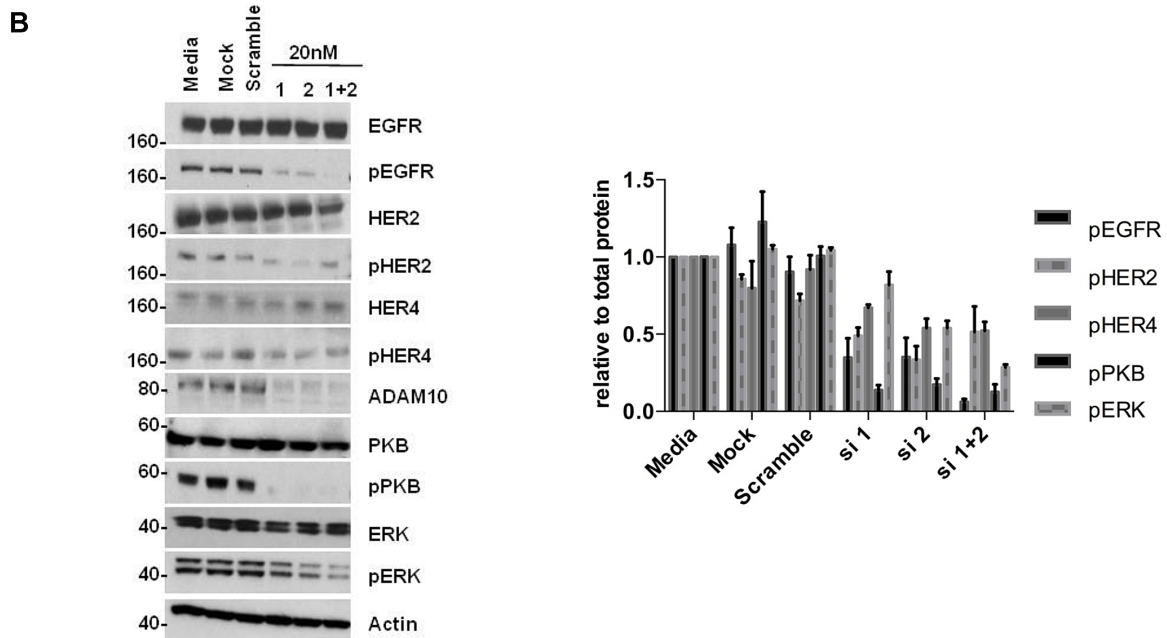 B
Media
Mock
Scramble
20nM
1 2 1+2
160- EGFR
160- pEGFR
160- HER2
160- pHER2
160- HER4
160- pHER4
80- ADAM10
60- PKB
60- pPKB
40- ERK
40- pERK
40- Actin
relative to total protein
1.5
1.0
0.5
0.0
Media
Mock
Scramble
si 1
si 2
si 1+2
pEGFR
pHER2
pHER4
pPKB
pERK